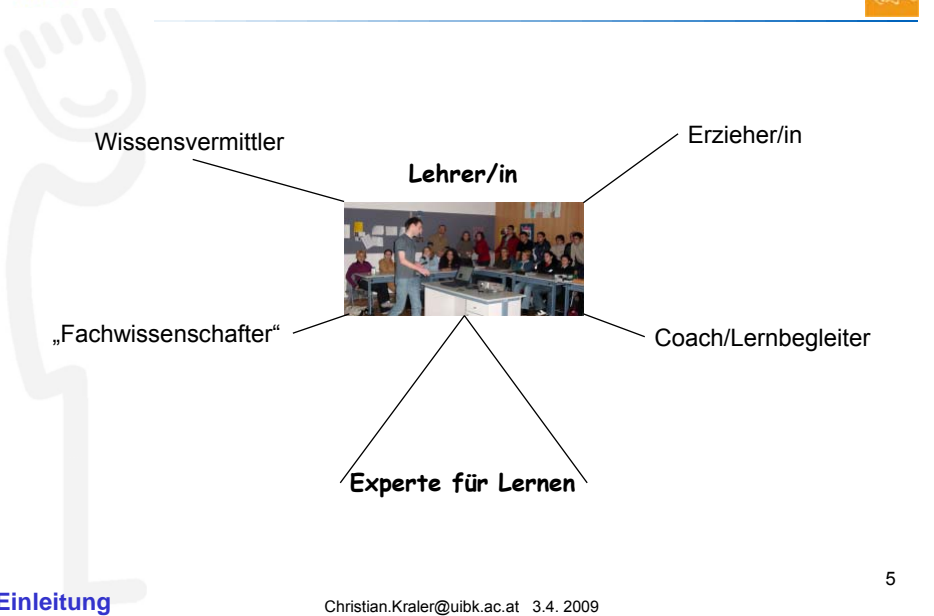 Wissensvermittler
Erzieher/in
Lehrer/in
„Fachwissenschafter“
Coach/Lernbegleiter
Experte für Lernen
5
Einleitung
Christian.Kraler@uibk.ac.at 3.4. 2009